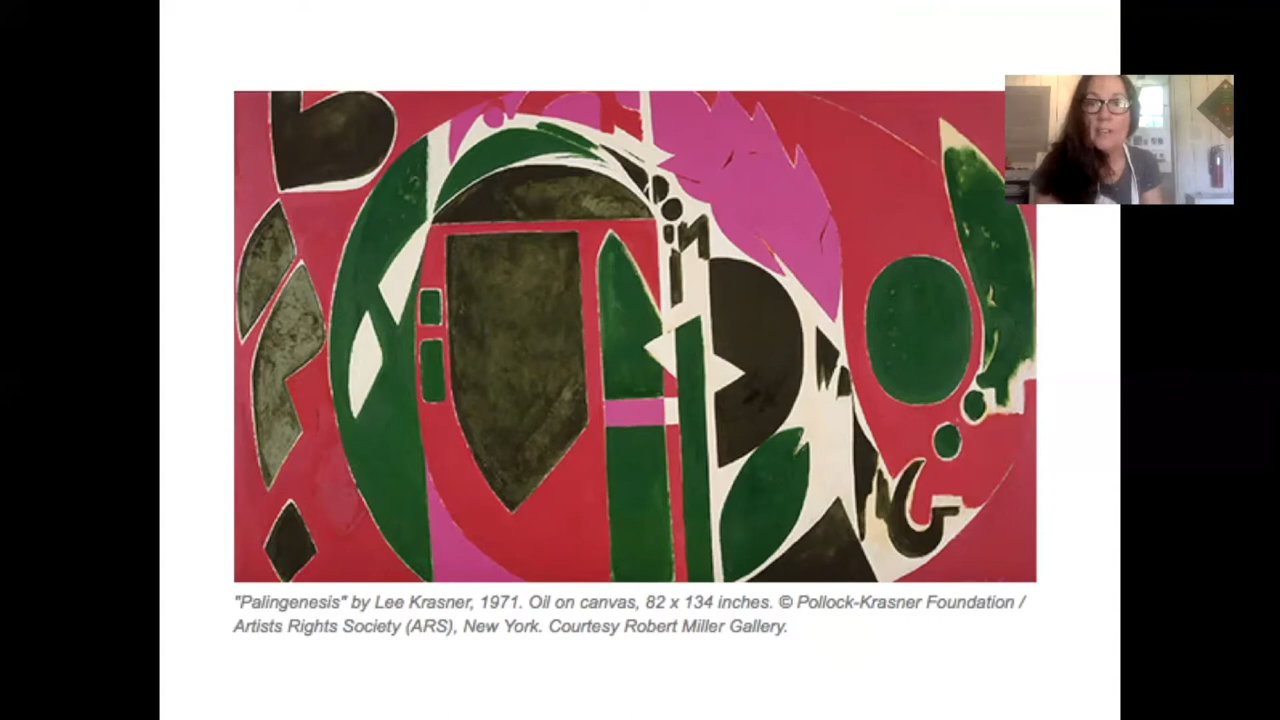 "Palingenesis" by Lee Krasner, 1971. Oil on canvas, 82 x 134 inches. © Pollock-Krasner Foundation /
Artists Rights Society (ARS), New York. Courtesy Robert Miller Gallery.